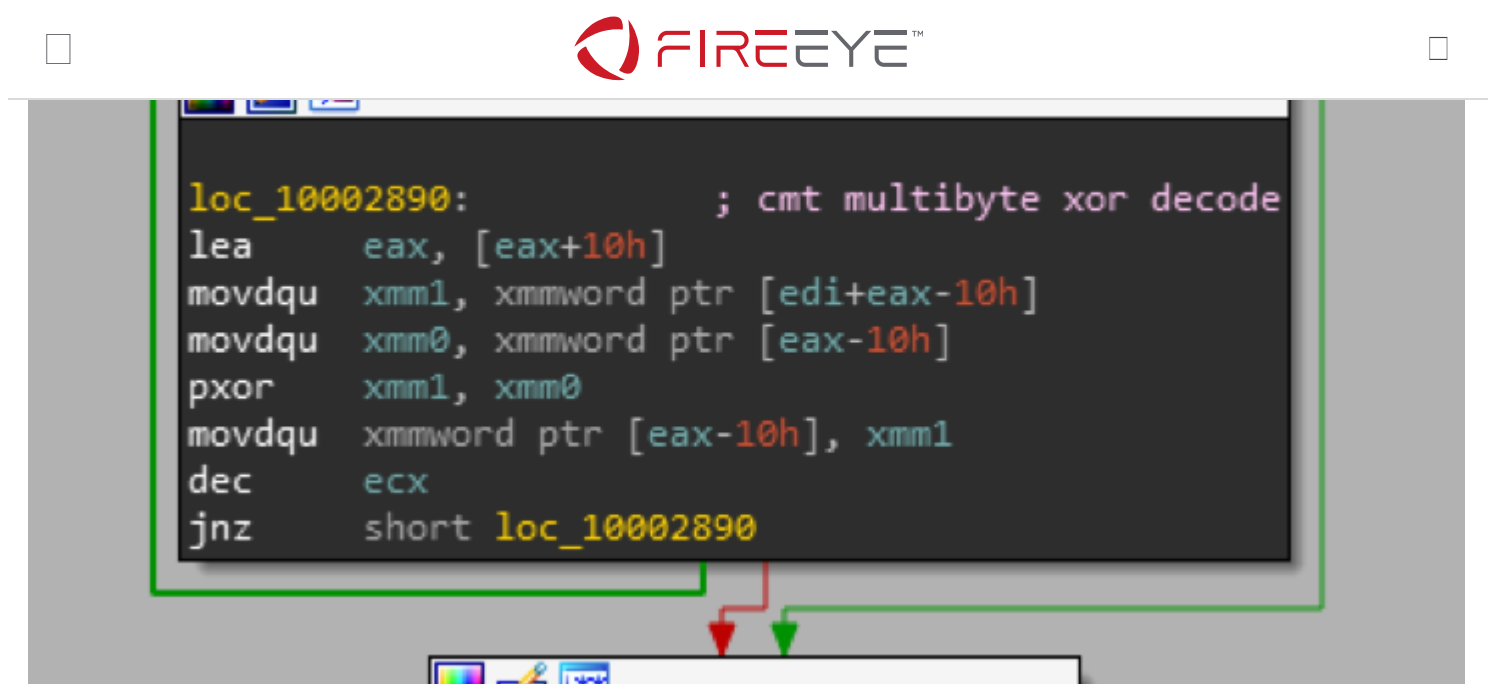 FIREEYE™
loc_10002890: ; cmt multibyte xor decode
lea eax, [eax+10h]
movdqu xmm1, xmmword ptr [edi+eax-10h]
movdqu xmm0, xmmword ptr [eax-10h]
pxor xmm1, xmm0
movdqu xmmword ptr [eax-10h], xmm1
dec ecx
jnz short loc_10002890